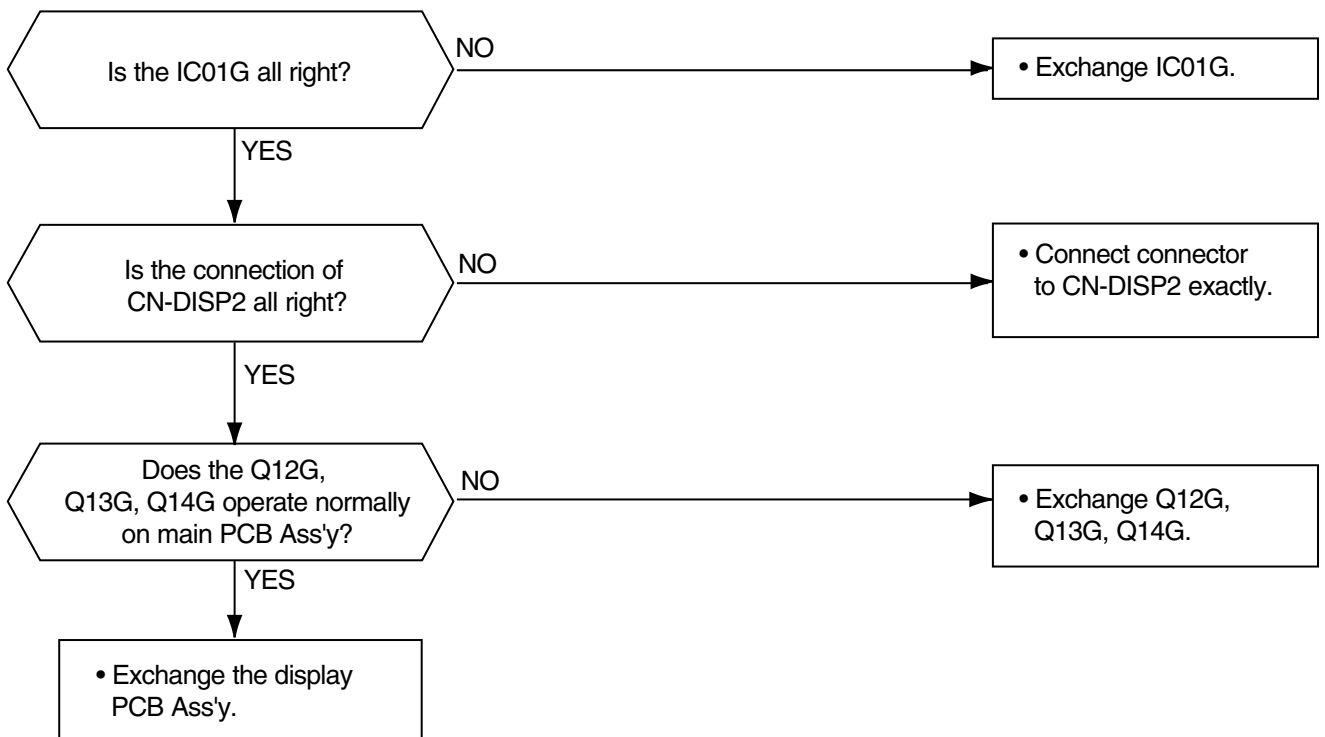 Is the IC01G all right?
NO
• Exchange IC01G.
YES
Is the connection of
CN-DISP2 all right?
NO
• Connect connector
to CN-DISP2 exactly.
YES
Does the Q12G,
Q13G, Q14G operate normally
on main PCB Ass'y?
NO
• Exchange Q12G,
Q13G, Q14G.
YES
• Exchange the display
PCB Ass'y.